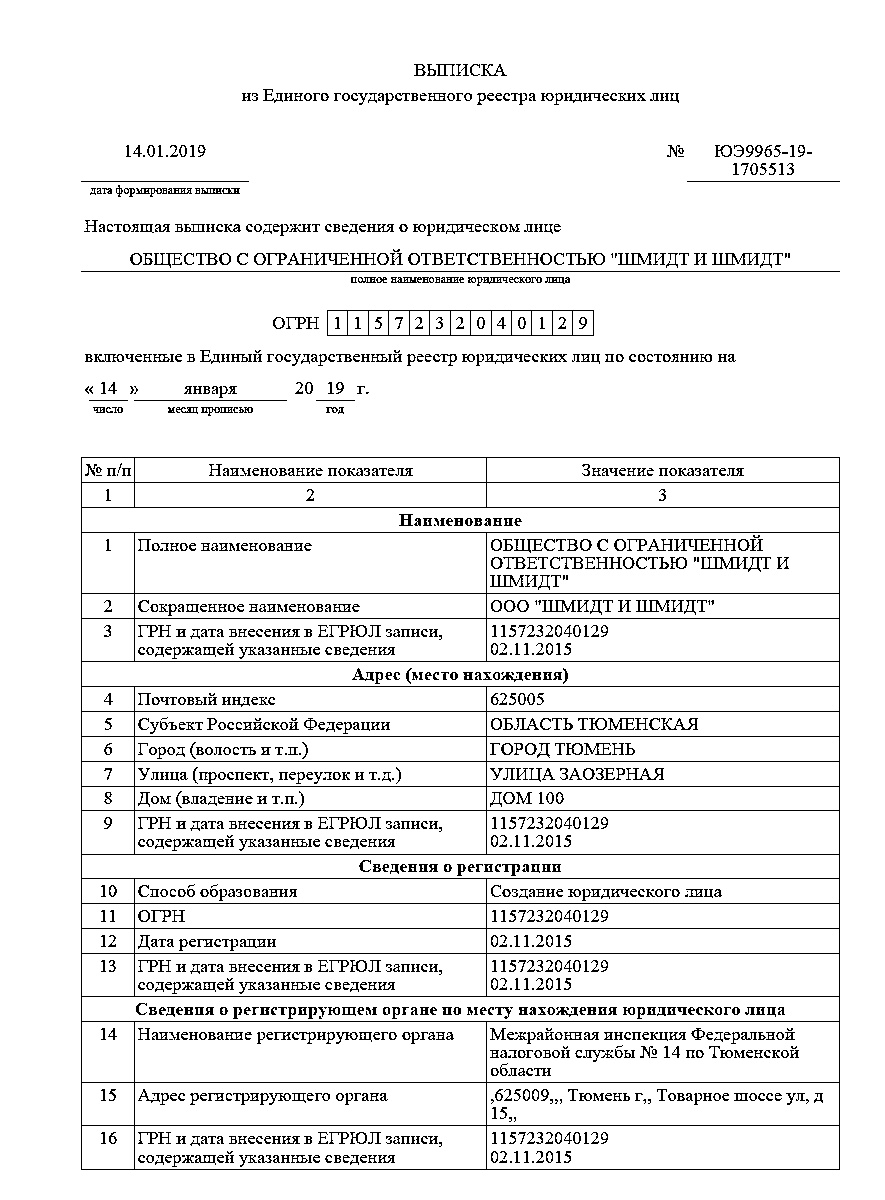 ВЫПИСКА
из Единого государственного реестра юридических лиц
14.01.2019 № ЮЭ9965-19-
1705513
дата формирования выписки
Настоящая выписка содержит сведения о юридическом лице
ОБЩЕСТВО С ОГРАНИЧЕННОЙ ОТВЕТСТВЕННОСТЬЮ "ШМИДТ И ШМИДТ"
полное наименование юридического лица
ОГРН 1 1 5 7 2 3 2 0 4 0 1 2 9
включенные в Единый государственный реестр юридических лиц по состоянию на
« 14 » января 20 19 г.
число месяц прописью год
№ п/п Наименование показателя Значение показателя
1 2 3
Наименование
1 Полное наименование ОБЩЕСТВО С ОГРАНИЧЕННОЙ
ОТВЕТСТВЕННОСТЬЮ "ШМИДТ И
ШМИДТ"
2 Сокращенное наименование ООО "ШМИДТ И ШМИДТ"
3 ГРН и дата внесения в ЕГРЮЛ записи, 1157232040129
содержащей указанные сведения 02.11.2015
Адрес (место нахождения)
4 Почтовый индекс 625005
5 Субъект Российской Федерации ОБЛАСТЬ ТЮМЕНСКАЯ
6 Город (волость и т.п.) ГОРОД ТЮМЕНЬ
7 Улица (проспект, переулок и т.д.) УЛИЦА ЗАОЗЕРНАЯ
8 Дом (владение и т.п.) ДОМ 100
9 ГРН и дата внесения в ЕГРЮЛ записи, 1157232040129
содержащей указанные сведения 02.11.2015
Сведения о регистрации
10 Способ образования Создание юридического лица
11 ОГРН 1157232040129
12 Дата регистрации 02.11.2015
13 ГРН и дата внесения в ЕГРЮЛ записи, 1157232040129
содержащей указанные сведения 02.11.2015
Сведения о регистрирующем органе по месту нахождения юридического лица
14 Наименование регистрирующего органа Межрайонная инспекция Федеральной
налоговой службы № 14 по Тюменской
области
15 Адрес регистрирующего органа ,625009,,, Тюмень г,,, Товарное шоссе ул, д
15,,
16 ГРН и дата внесения в ЕГРЮЛ записи, 1157232040129
содержащей указанные сведения 02.11.2015